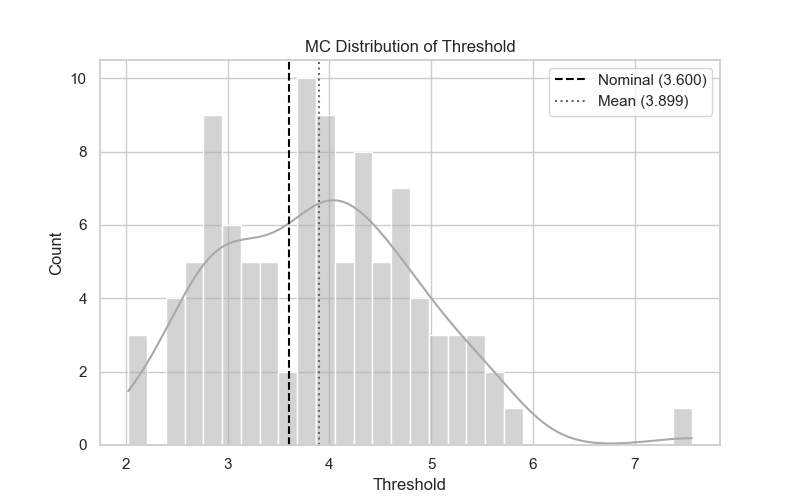 MC Distribution of Threshold
Nominal (3.600)
Mean (3.899)
Count
10
8
6
4
2
0
2
3
4
5
6
7
Threshold